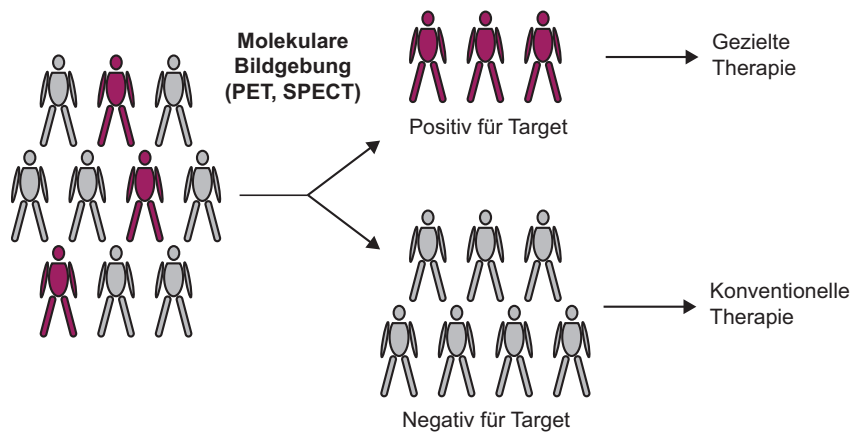 Molekulare
Bildgebung
(PET, SPECT)
Positiv für Target
Gezielte
Therapie
Negativ für Target
Konventionelle
Therapie